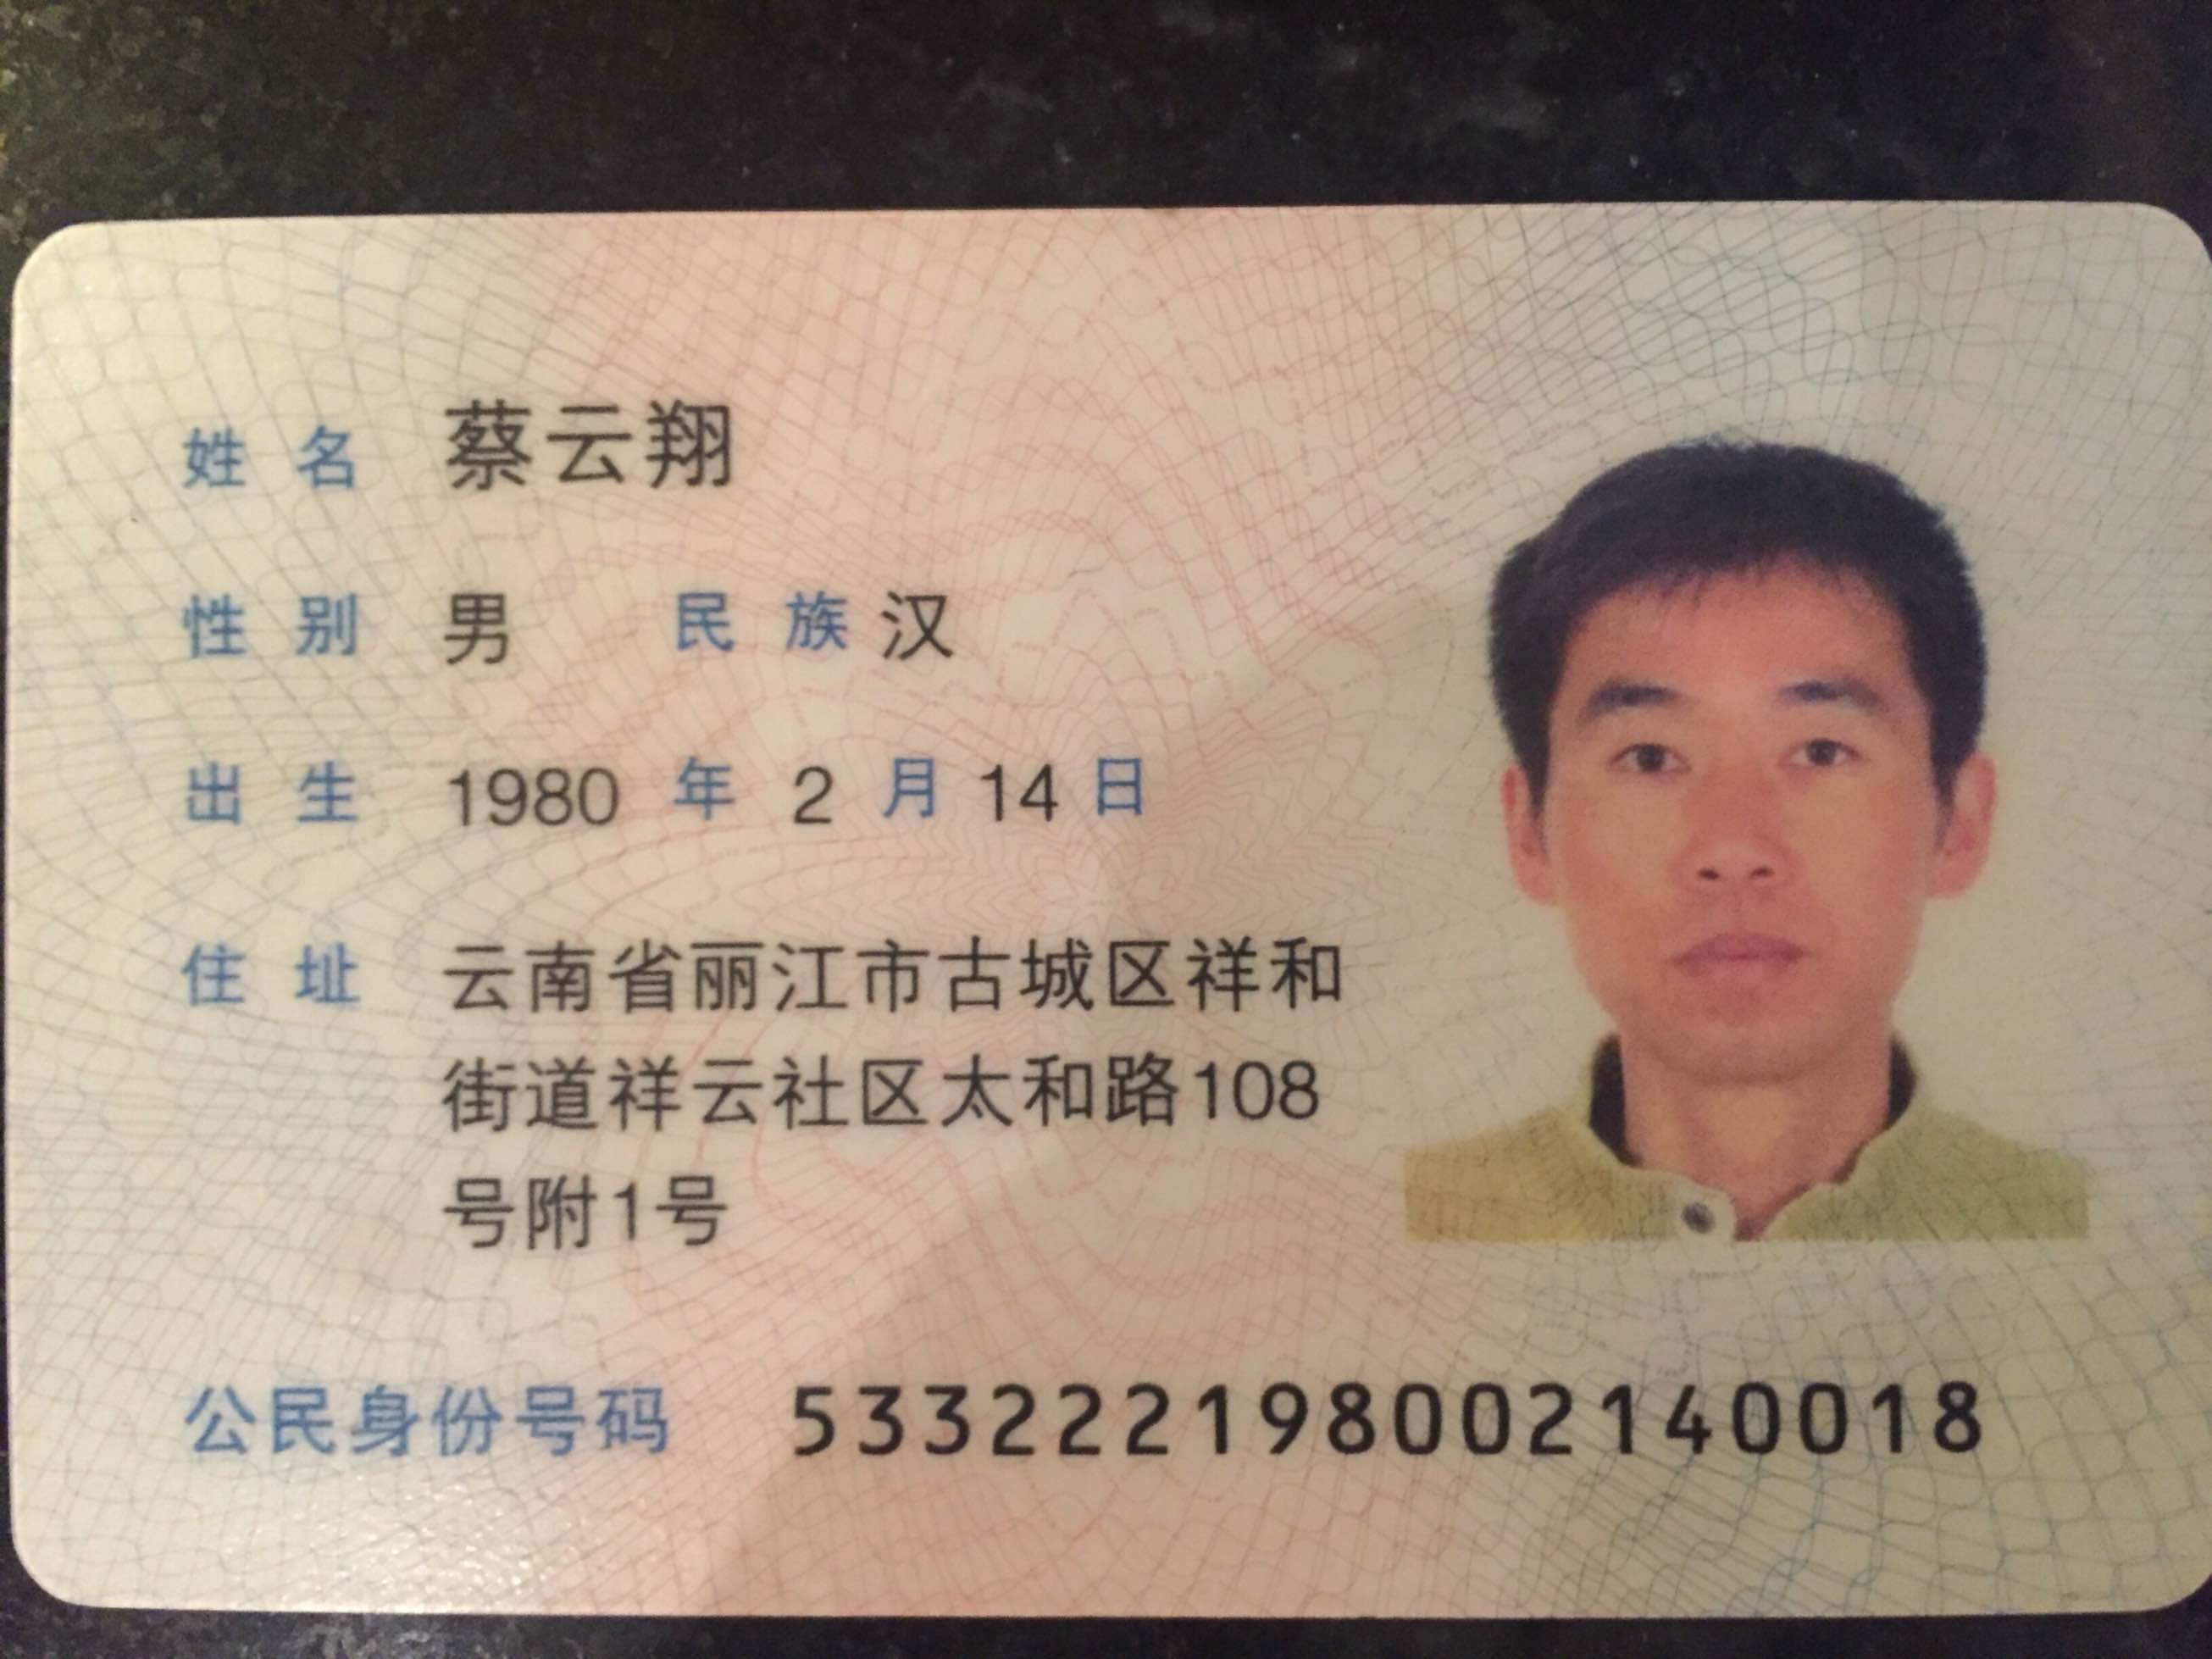 姓名 蔡云翔
性别 男 民族 汉
出生 1980 年 2 月 14 日
住址 云南省丽江市古城区祥和
街道祥云社区太和路108
号附1号
公民身份号码 533222198002140018